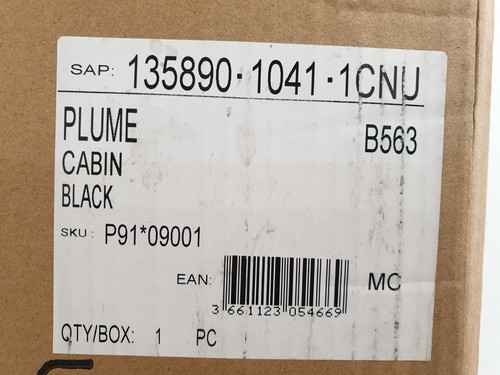 SAP: 135890-1041-1CNU
PLUME B563
CABIN
BLACK
SKU: P91*09001
EAN: MC
3 661123 054669
QTY/BOX: 1 PC